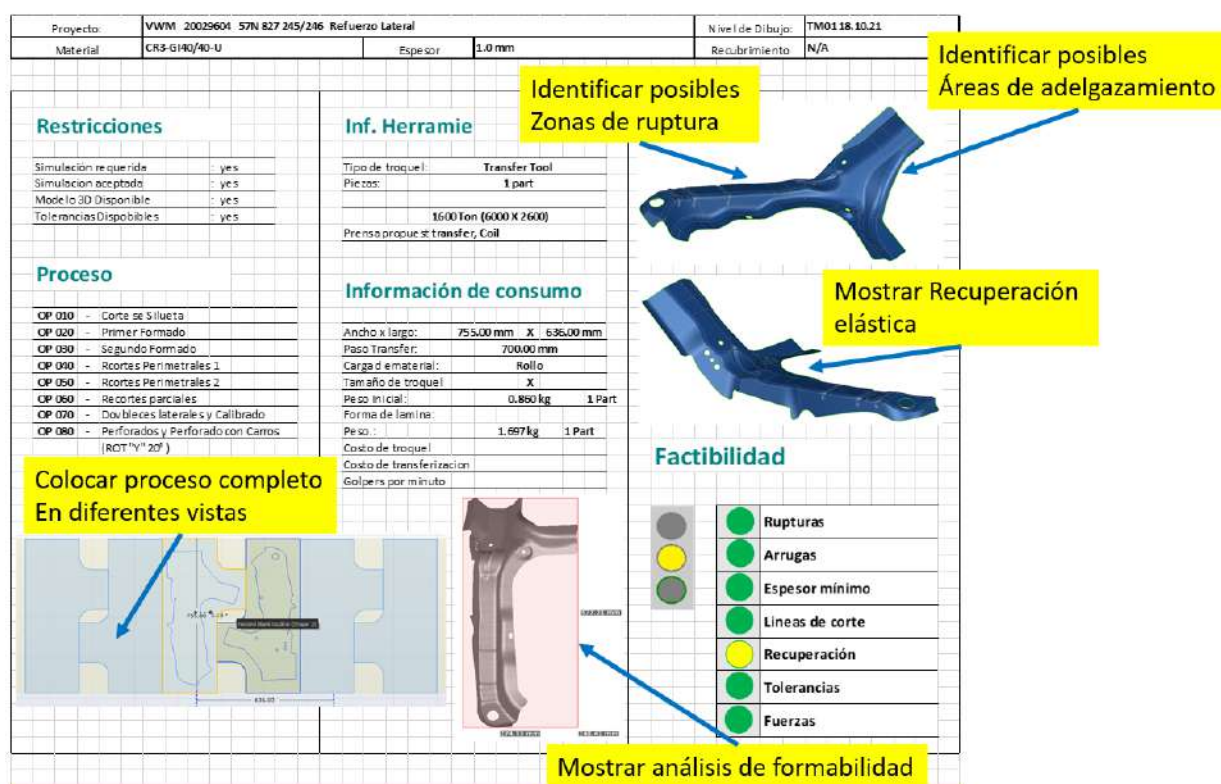 Proyecto: VWM 20029604 57N 827 245/246 Refuerzo Lateral Nivel de Dibujo: TM01 18.10.21
Material CR3-GI40/40-U Espesor 1.0 mm Recubrimiento N/A
Identificar posibles
Áreas de adelgazamiento
Identificar posibles
Zonas de ruptura
Restricciones
Simulación requerida : yes
Simulacion aceptada : yes
Modelo 3D Disponible : yes
Tolerancias Dispobibles : yes
Inf. Herramie
Tipo de troquel: Transfer Tool
Piezas: 1 part
1600 Ton (6000 X 2600)
Prensa propuest transfer, Coil
Proceso
OP 010 - Corte se Silueta
OP 020 - Primer Formado
OP 030 - Segundo Formado
OP 040 - Rcortes Perimetrales 1
OP 050 - Rcortes Perimetrales 2
OP 060 - Recortes parciales
OP 070 - Dovbleces laterales y Calibrado
OP 080 - Perforados y Perforado con Carros
(ROT "Y" 20° )
Información de consumo
Ancho x largo: 755.00 mm X 636.00 mm
Paso Transfer: 700.00 mm
Carga d ematerial: Rollo
Tamaño de troquel X
Peso Inicial: 0.860 kg 1 Part
Forma de lamina:
Peso.: 1.697 kg 1 Part
Costo de troquel
Costo de transferizacion
Golpers por minuto
Mostrar Recuperación
elástica
Colocar proceso completo
En diferentes vistas
Factibilidad
Rupturas
Arrugas
Espesor mínimo
Lineas de corte
Recuperación
Tolerancias
Fuerzas
Mostrar análisis de formabilidad